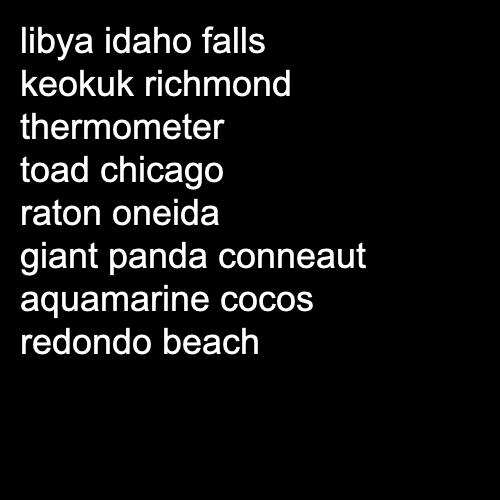 libya idaho falls
keokuk richmond
thermometer
toad chicago
raton oneida
giant panda conneaut
aquamarine cocos
redondo beach